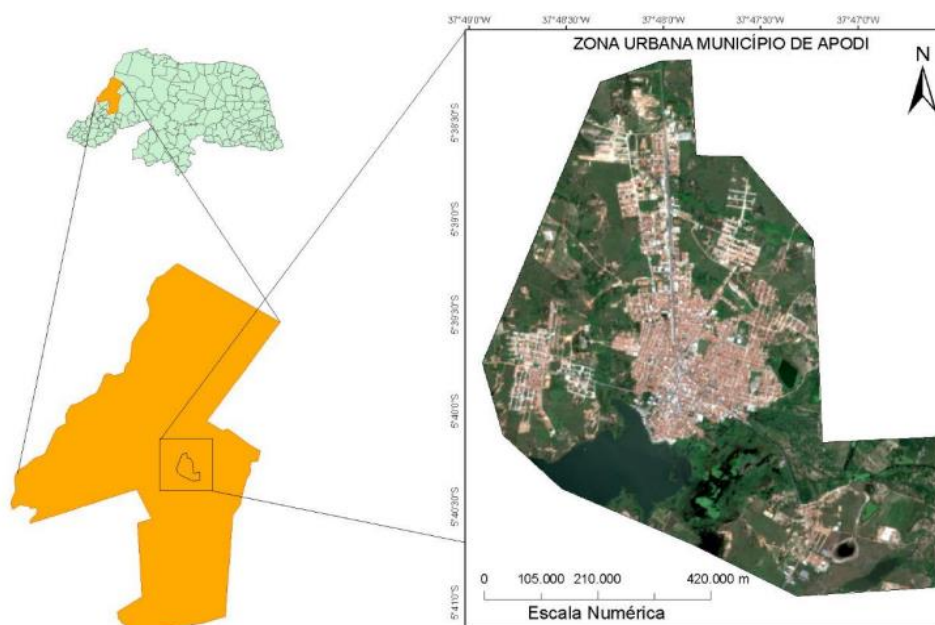 37°49'0"W 37°48'30"W 37°48'0"W 37°47'30"W 37°47'0"W
ZONA URBANA MUNICÍPIO DE APODI
N
5°38'30"S
5°39'0"S
5°39'30"S
5°40'0"S
5°40'30"S
5°41'0"S
0 105.000 210.000 420.000 m
Escala Numérica